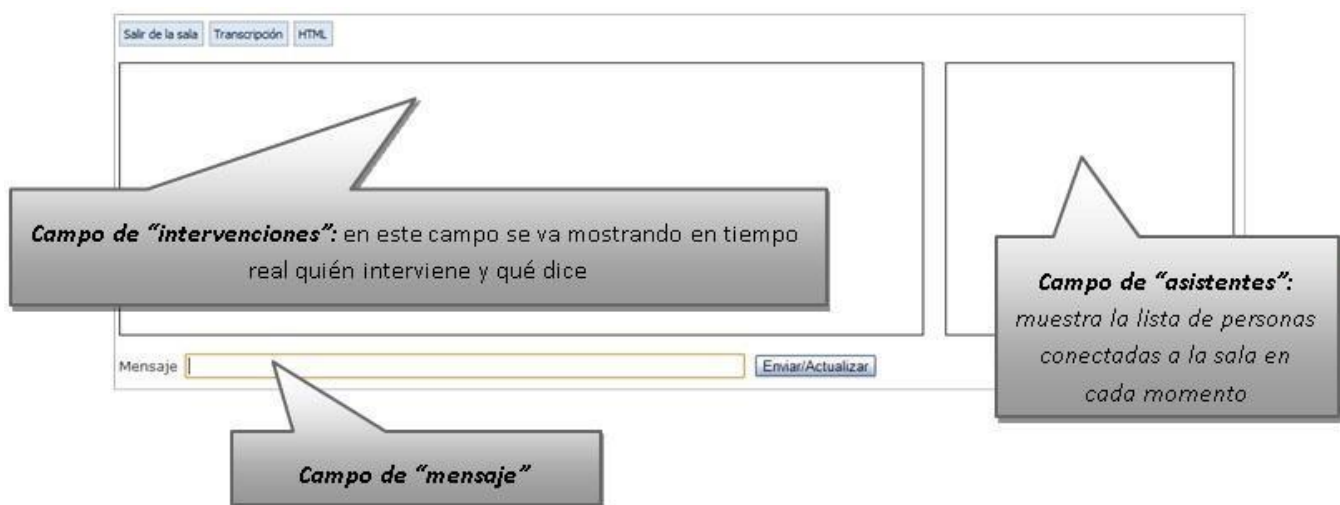 Salir de la sala Transcripción HTML
Campo de “intervenciones”: en este campo se va mostrando en tiempo
real quién interviene y qué dice
Campo de “asistentes”:
muestra la lista de personas
conectadas a la sala en
cada momento
Mensaje Enviar/Actualizar
Campo de “mensaje”